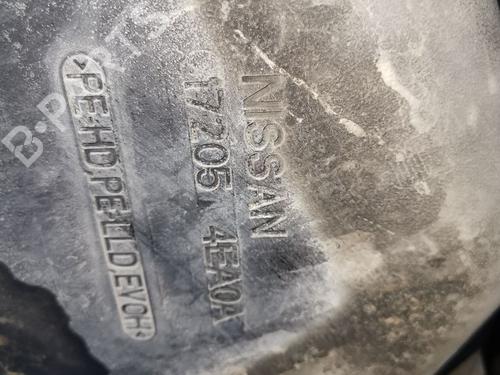 NISSAN
17205 4EA0A
>PE-HD,PE-LLD,EVOH<
B-PARTS